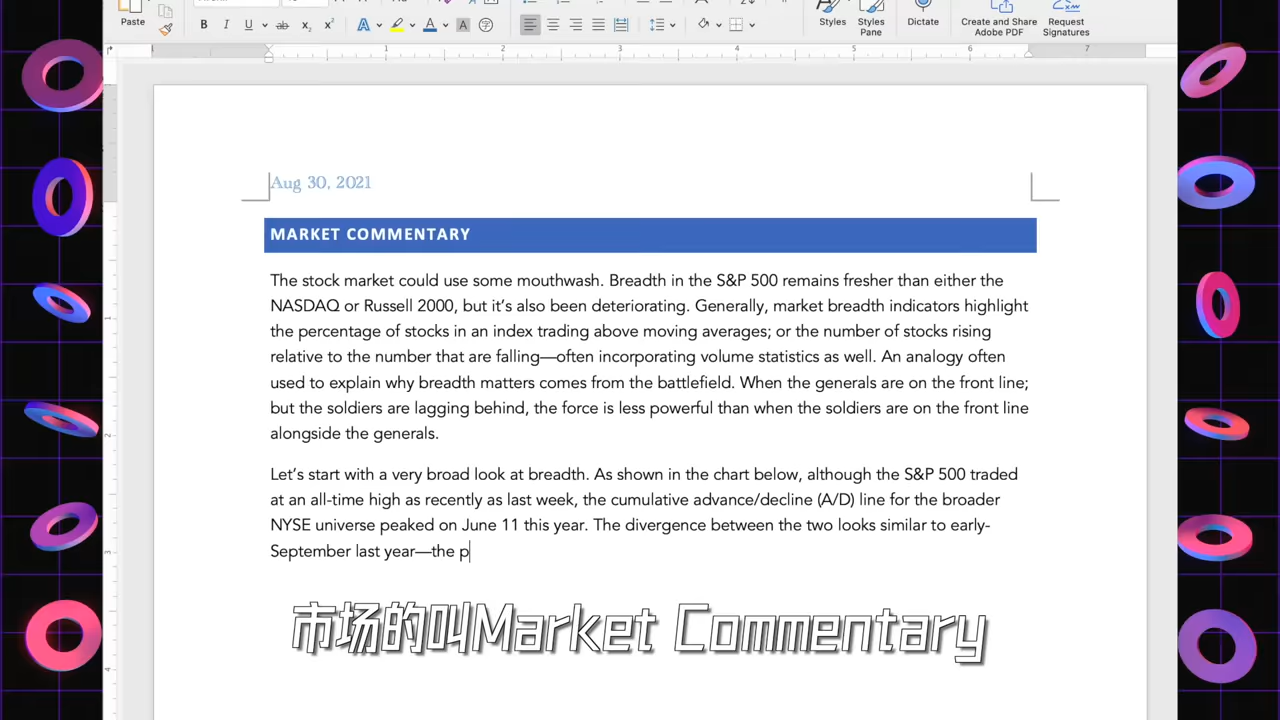 Paste
Styles
Styles Pane
Dictate
Create and Share Adobe PDF
Request Signatures
B I U A A A
1 2 3 4 5 6 7
Aug 30, 2021
MARKET COMMENTARY
The stock market could use some mouthwash. Breadth in the S&P 500 remains fresher than either the
NASDAQ or Russell 2000, but it’s also been deteriorating. Generally, market breadth indicators highlight
the percentage of stocks in an index trading above moving averages; or the number of stocks rising
relative to the number that are falling—often incorporating volume statistics as well. An analogy often
used to explain why breadth matters comes from the battlefield. When the generals are on the front line;
but the soldiers are lagging behind, the force is less powerful than when the soldiers are on the front line
alongside the generals.
Let’s start with a very broad look at breadth. As shown in the chart below, although the S&P 500 traded
at an all-time high as recently as last week, the cumulative advance/decline (A/D) line for the broader
NYSE universe peaked on June 11 this year. The divergence between the two looks similar to early-
September last year—the p
市场的叫Market Commentary